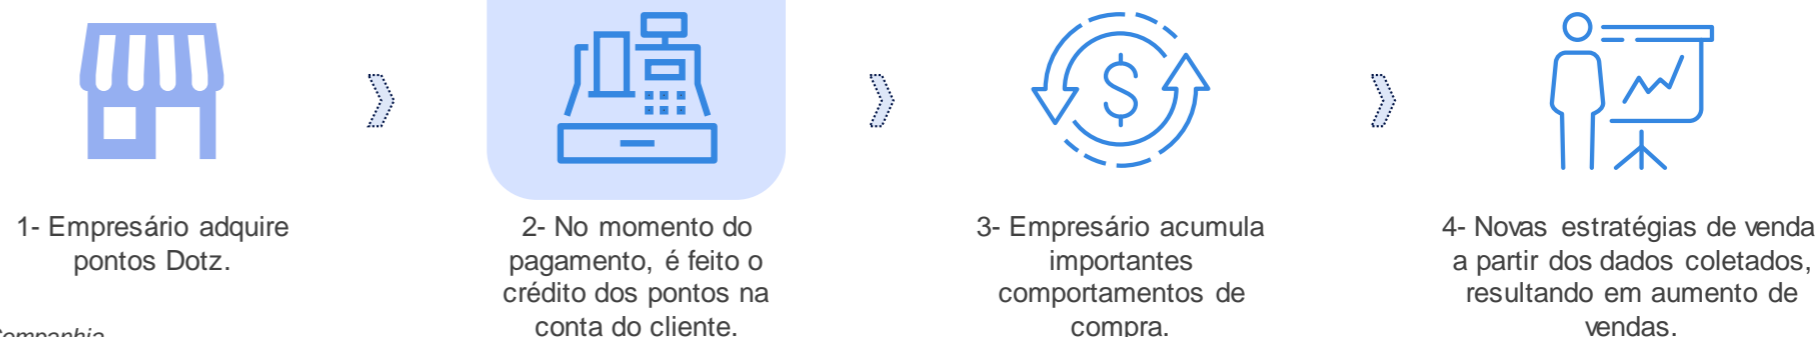 1- Empresário adquire
pontos Dotz.
2- No momento do
pagamento, é feito o
crédito dos pontos na
conta do cliente.
3- Empresário acumula
importantes
comportamentos de
compra.
4- Novas estratégias de venda
a partir dos dados coletados,
resultando em aumento de
vendas.